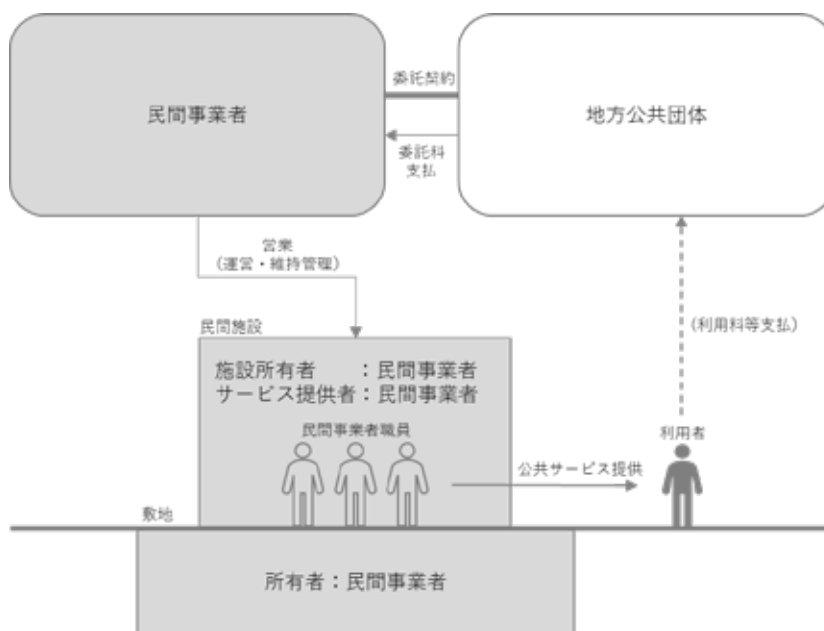 民間事業者
委託契約
地方公共団体
委託料
支払
営業
(運営・維持管理)
民間施設
(利用料等支払)
施設所有者　　：民間事業者
サービス提供者：民間事業者
民間事業者職員
利用者
公共サービス提供
敷地
所有者：民間事業者